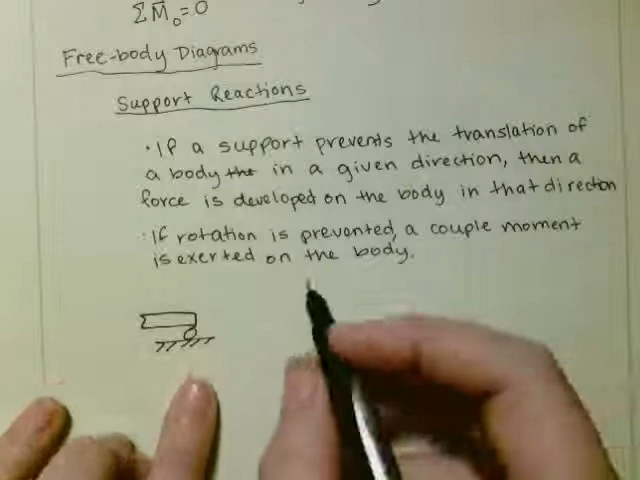 ΣM̄₀=0
Free-body Diagrams
Support Reactions
· If a support prevents the translation of
a body ~~the~~ in a given direction, then a
force is developed on the body in that direction
· If rotation is prevented, a couple moment
is exerted on the body.